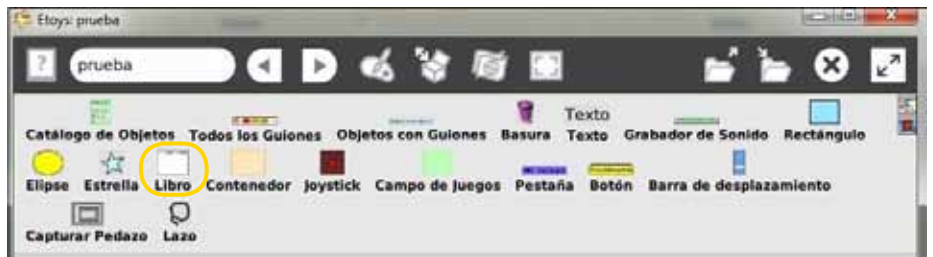 Etoys: prueba
? prueba
Texto
Catálogo de Objetos Todos los Guiones Objetos con Guiones Basura Texto Grabador de Sonido Rectángulo
Elipse Estrella Libro Contenedor Joystick Campo de Juegos Pestaña Botón Barra de desplazamiento
Capturar Pedazo Lazo